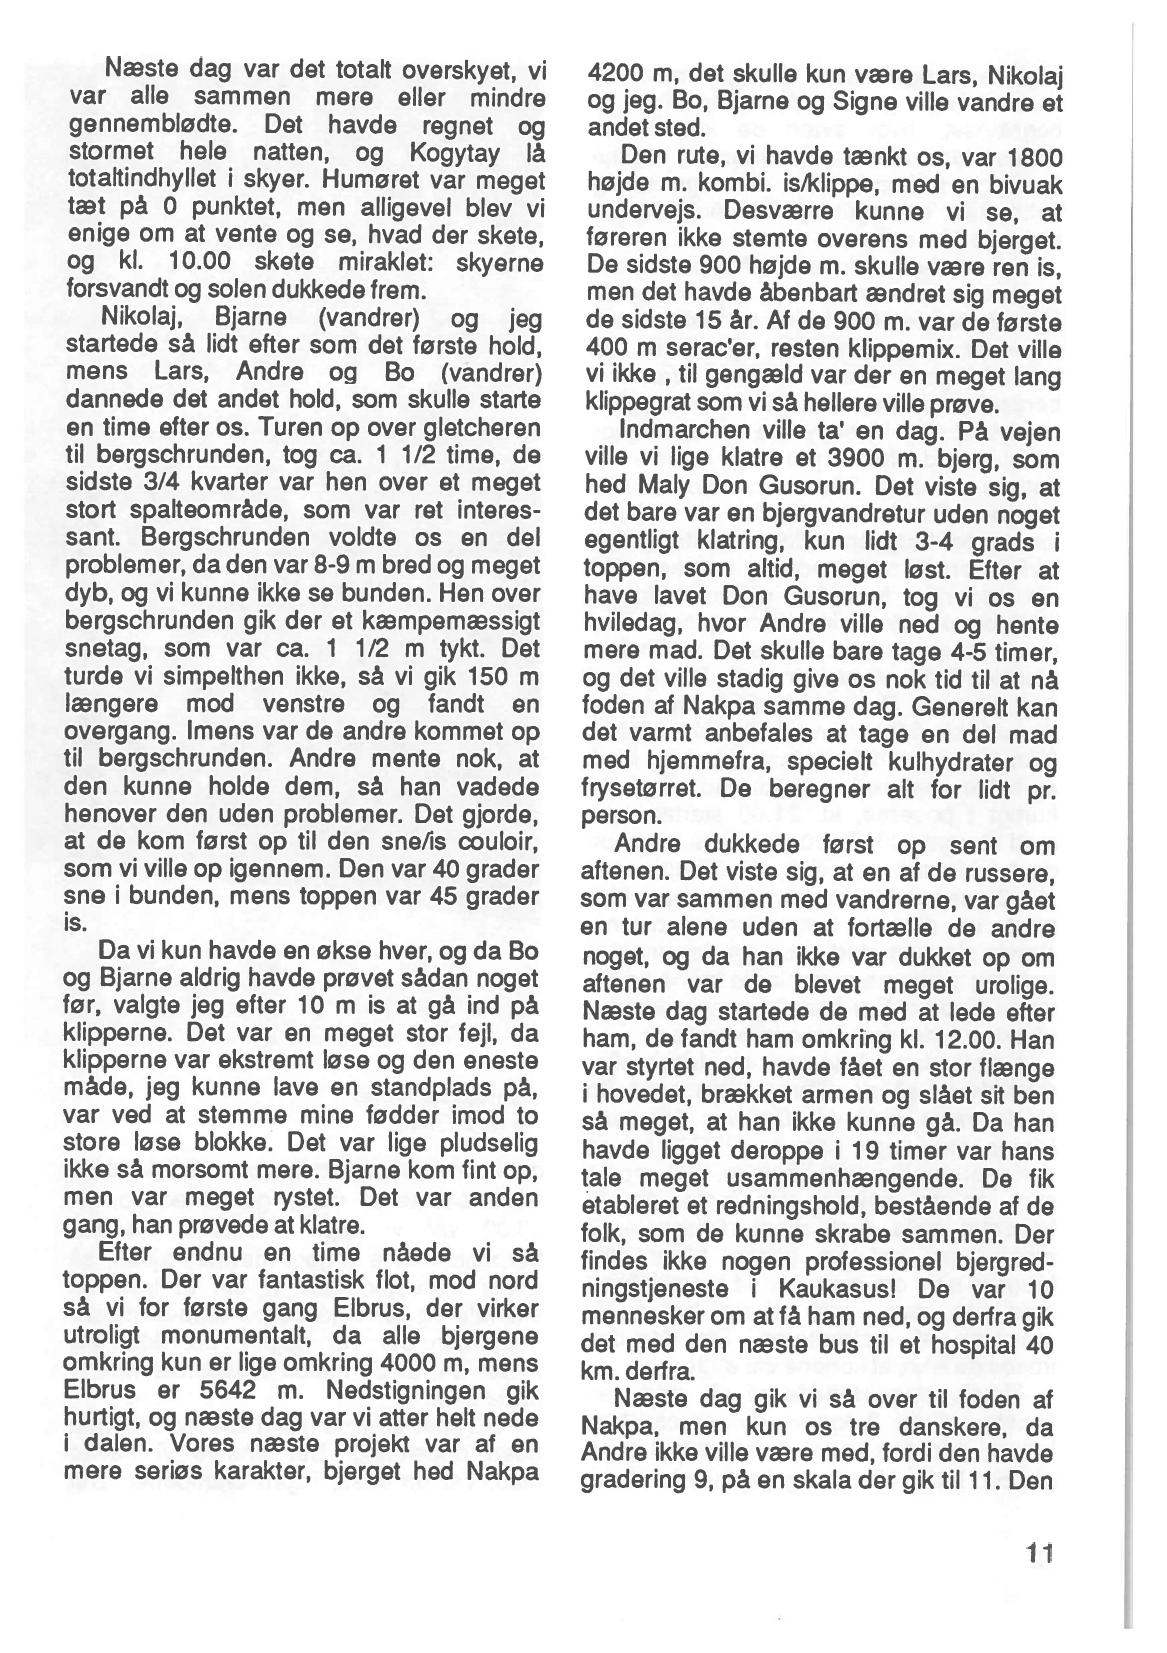 Næste dag var det totalt overskyet, vi
var alle sammen mere eller mindre
gennemblødte. Det havde regnet og
stormet hele natten, og Kogytay lå
totaltindhyllet i skyer. Humøret var meget
tæt på 0 punktet, men alligevel blev vi
enige om at vente og se, hvad der skete,
og kl. 10.00 skete miraklet: skyerne
forsvandt og solen dukkede frem.
Nikolaj, Bjarne (vandrer) og jeg
startede så lidt efter som det første hold,
mens Lars, Andre og Bo (vandrer)
dannede det andet hold, som skulle starte
en time efter os. Turen op over gletcheren
til bergschrunden, tog ca. 1 1/2 time, de
sidste 3/4 kvarter var hen over et meget
stort spalteområde, som var ret interes-
sant. Bergschrunden voldte os en del
problemer, da den var 8-9 m bred og meget
dyb, og vi kunne ikke se bunden. Hen over
bergschrunden gik der et kæmpemæssigt
snetag, som var ca. 1 1/2 m tykt. Det
turde vi simpelthen ikke, så vi gik 150 m
længere mod venstre og fandt en
overgang. Imens var de andre kommet op
til bergschrunden. Andre mente nok, at
den kunne holde dem, så han vadede
henover den uden problemer. Det gjorde,
at de kom først op til den sne/is couloir,
som vi ville op igennem. Den var 40 grader
sne i bunden, mens toppen var 45 grader
is.
Da vi kun havde en økse hver, og da Bo
og Bjarne aldrig havde prøvet sådan noget
før, valgte jeg efter 10 m is at gå ind på
klipperne. Det var en meget stor fejl, da
klipperne var ekstremt løse og den eneste
måde, jeg kunne lave en standplads på,
var ved at stemme mine fødder imod to
store løse blokke. Det var lige pludselig
ikke så morsomt mere. Bjarne kom fint op,
men var meget rystet. Det var anden
gang, han prøvede at klatre.
Efter endnu en time nåede vi så
toppen. Der var fantastisk flot, mod nord
så vi for første gang Elbrus, der virker
utroligt monumentalt, da alle bjergene
omkring kun er lige omkring 4000 m, mens
Elbrus er 5642 m. Nedstigningen gik
hurtigt, og næste dag var vi atter helt nede
i dalen. Vores næste projekt var af en
mere seriøs karakter, bjerget hed Nakpa
4200 m, det skulle kun være Lars, Nikolaj
og jeg. Bo, Bjarne og Signe ville vandre et
andet sted.
Den rute, vi havde tænkt os, var 1800
højde m. kombi. is/klippe, med en bivuak
undervejs. Desværre kunne vi se, at
føreren ikke stemte overens med bjerget.
De sidste 900 højde m. skulle være ren is,
men det havde åbenbart ændret sig meget
de sidste 15 år. Af de 900 m. var de første
400 m serac'er, resten klippemix. Det ville
vi ikke , til gengæld var der en meget lang
klippegrat som vi så hellere ville prøve.
Indmarchen ville ta' en dag. På vejen
ville vi lige klatre et 3900 m. bjerg, som
hed Maly Don Gusorun. Det viste sig, at
det bare var en bjergvandretur uden noget
egentligt klatring, kun lidt 3-4 grads i
toppen, som altid, meget løst. Efter at
have lavet Don Gusorun, tog vi os en
hviledag, hvor Andre ville ned og hente
mere mad. Det skulle bare tage 4-5 timer,
og det ville stadig give os nok tid til at nå
foden af Nakpa samme dag. Generelt kan
det varmt anbefales at tage en del mad
med hjemmefra, specielt kulhydrater og
frysetørret. De beregner alt for lidt pr.
person.
Andre dukkede først op sent om
aftenen. Det viste sig, at en af de russere,
som var sammen med vandrerne, var gået
en tur alene uden at fortælle de andre
noget, og da han ikke var dukket op om
aftenen var de blevet meget urolige.
Næste dag startede de med at lede efter
ham, de fandt ham omkring kl. 12.00. Han
var styrtet ned, havde fået en stor flænge
i hovedet, brækket armen og slået sit ben
så meget, at han ikke kunne gå. Da han
havde ligget deroppe i 19 timer var hans
tale meget usammenhængende. De fik
etableret et redningshold, bestående af de
folk, som de kunne skrabe sammen. Der
findes ikke nogen professionel bjergred-
ningstjeneste i Kaukasus! De var 10
mennesker om at få ham ned, og derfra gik
det med den næste bus til et hospital 40
km. derfra.
Næste dag gik vi så over til foden af
Nakpa, men kun os tre danskere, da
Andre ikke ville være med, fordi den havde
gradering 9, på en skala der gik til 11. Den
11